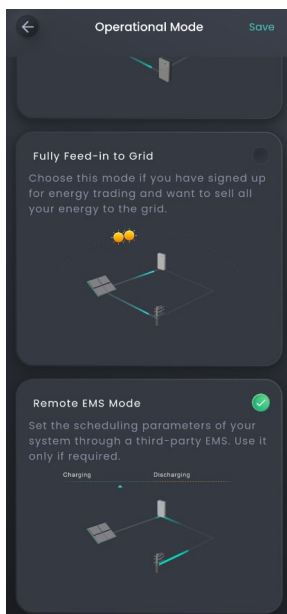 Operational Mode
Save
Fully Feed-in to Grid
Choose this mode if you have signed up
for energy trading and want to sell all
your energy to the grid.
Remote EMS Mode
Set the scheduling parameters of your
system through a third-party EMS. Use it
only if required.
Charging
Discharging